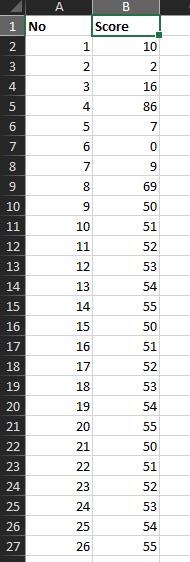 A B
1 No Score
2 1 10
3 2 2
4 3 16
5 4 86
6 5 7
7 6 0
8 7 9
9 8 69
10 9 50
11 10 51
12 11 52
13 12 53
14 13 54
15 14 55
16 15 50
17 16 51
18 17 52
19 18 53
20 19 54
21 20 55
22 21 50
23 22 51
24 23 52
25 24 53
26 25 54
27 26 55